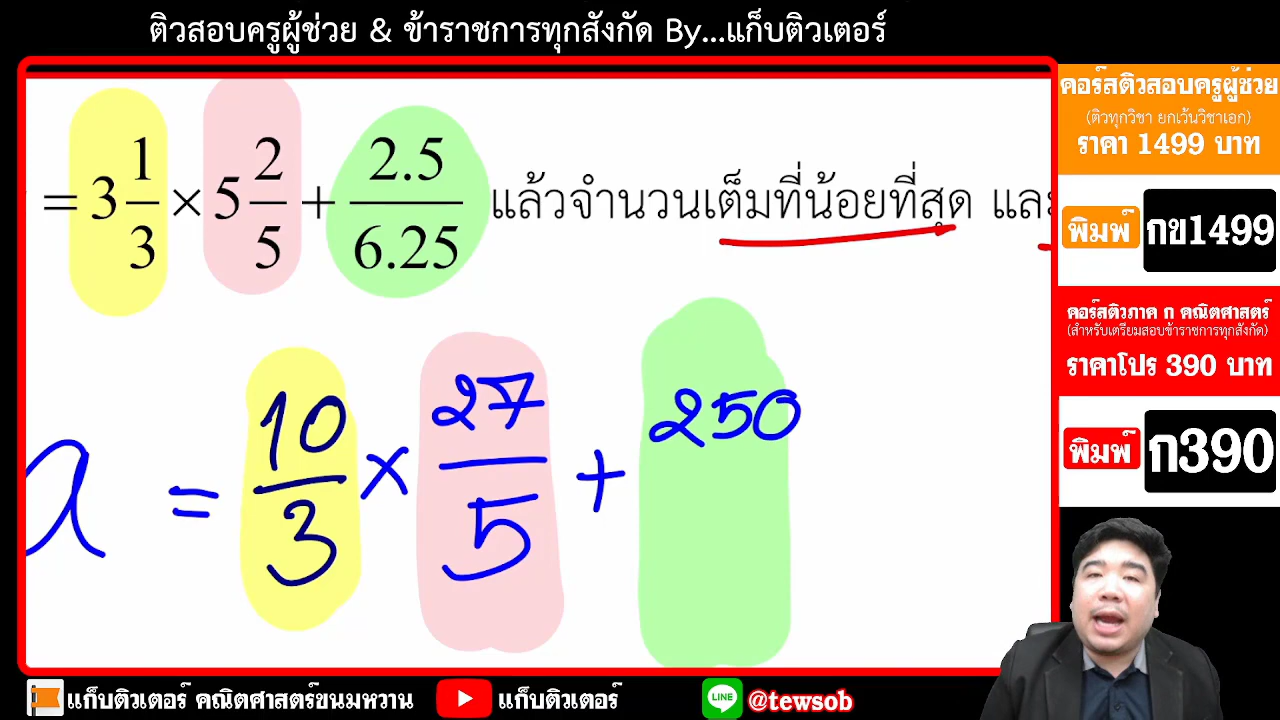 ติวสอบครูผู้ช่วย & ข้าราชการทุกสังกัด By...แก็บติวเตอร์
= 3 1/3 × 5 2/5 + 2.5/6.25 แล้วจำนวนเต็มที่น้อยที่สุด และ
a = 10/3 × 27/5 + 250
คอร์สติวสอบครูผู้ช่วย
(ติวทุกวิชา ยกเว้นวิชาเอก)
ราคา 1499 บาท
พิมพ์ กข1499
คอร์สติวภาค ก คณิตศาสตร์
(สำหรับเตรียมสอบข้าราชการทุกสังกัด)
ราคาโปร 390 บาท
พิมพ์ ก390
แก็บติวเตอร์ คณิตศาสตร์ขนมหวาน แก็บติวเตอร์ LINE @tewsob